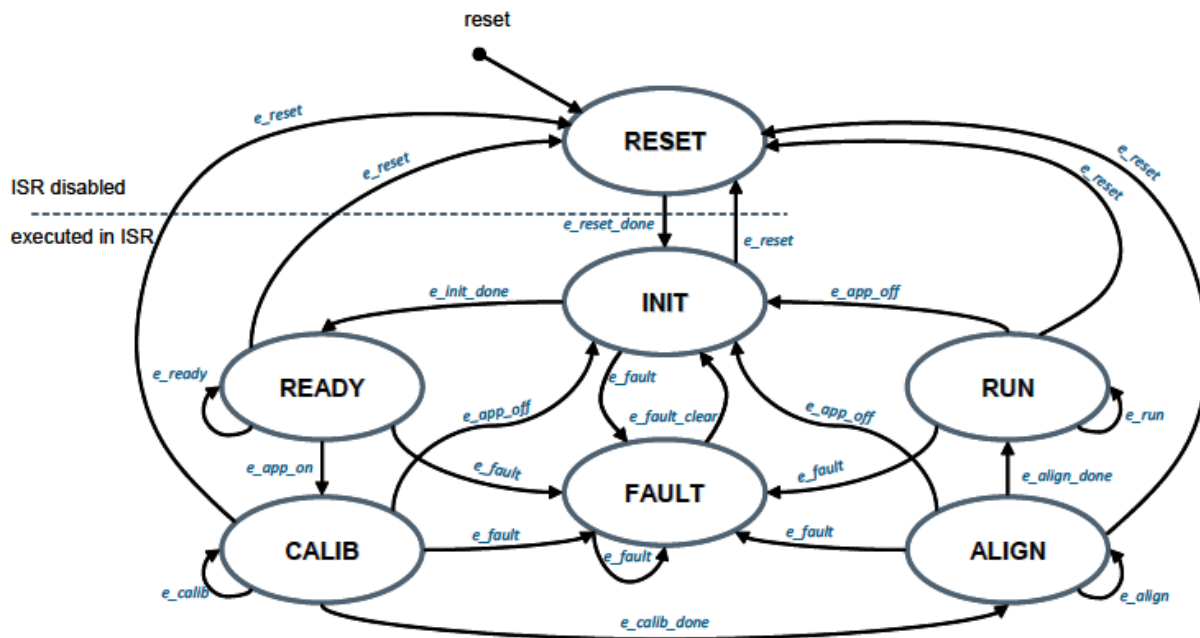 reset
e_reset
RESET
e_reset
e_reset
e_reset
ISR disabled
executed in ISR
e_reset_done
e_reset
e_init_done
INIT
e_app_off
e_ready
READY
e_fault
RUN
e_app_off
e_fault_clear
e_app_off
e_run
e_app_on
e_fault
FAULT
e_fault
e_align_done
CALIB
e_fault
e_fault
e_fault
ALIGN
e_calib
e_align
e_calib_done